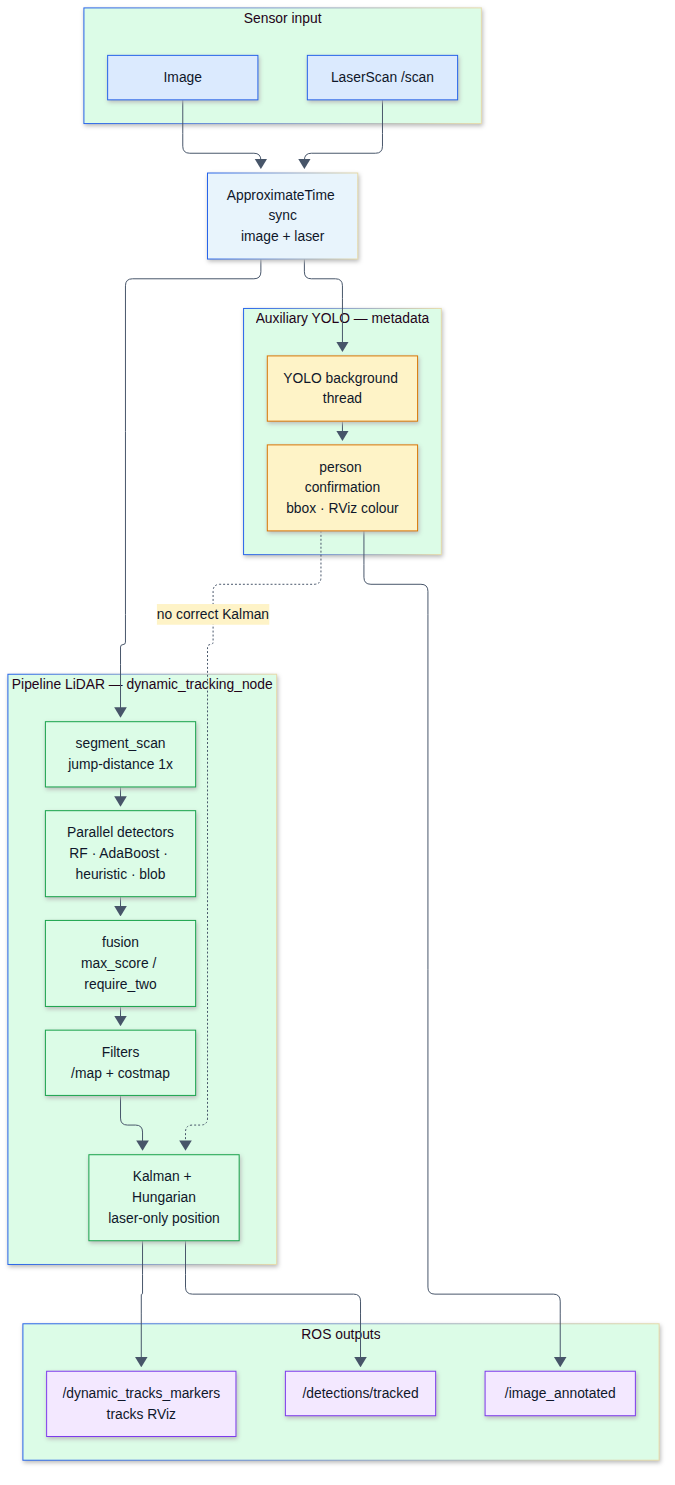 Sensor input
Image
LaserScan /scan
ApproximateTime
sync
image + laser
Auxiliary YOLO — metadata
YOLO background
thread
person
confirmation
bbox · RViz colour
no correct Kalman
Pipeline LiDAR — dynamic_tracking_node
segment_scan
jump-distance 1x
Parallel detectors
RF · AdaBoost ·
heuristic · blob
fusion
max_score /
require_two
Filters
/map + costmap
Kalman +
Hungarian
laser-only position
ROS outputs
/dynamic_tracks_markers
tracks RViz
/detections/tracked
/image_annotated